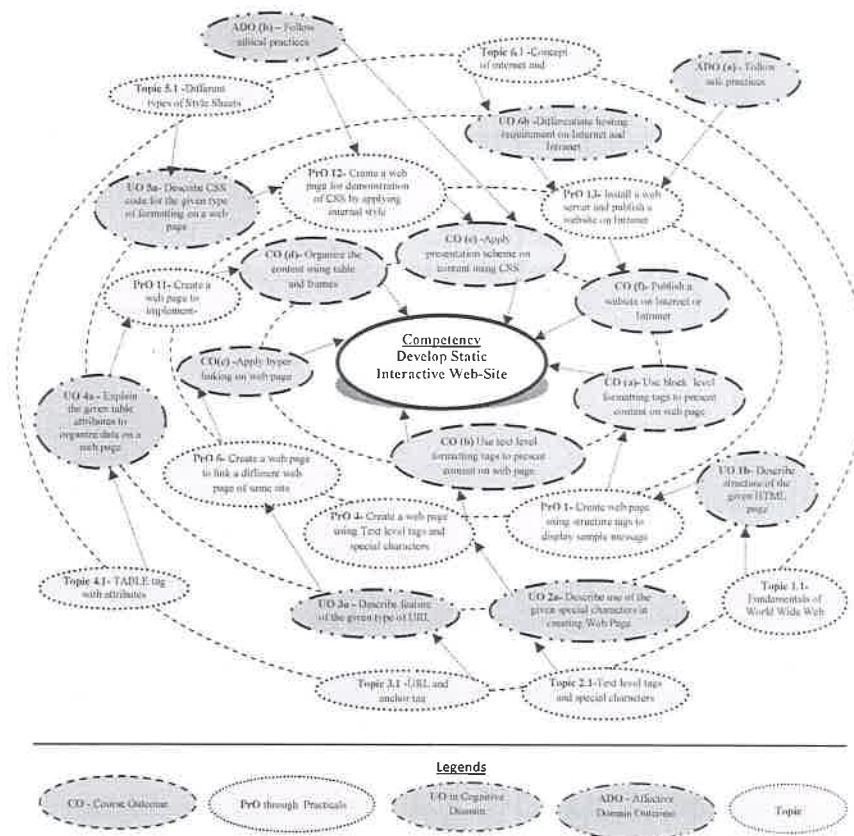 ADO (b) – Follow
ethical practices
Topic 6.1 -Concept
of internet and
ADO (a)- Follow
safe practices
Topic 5.1 -Different
types of Style Sheets
UO 6b -Differentiate hosting
requirement on Internet and
Intranet
PrO 12- Create a web
page for demonstration
of CSS by applying
internal style
PrO 13- Install a web
server and publish a
website on Intranet
UO 5a- Describe CSS
code for the given type
of formatting on a web
page
CO (e) -Apply
presentation scheme on
content using CSS
CO (d)- Organize the
content using table
and frames
PrO 11- Create a
web page to
implement-
CO (f)- Publish a
website on Internet or
Intranet
Competency
Develop Static
Interactive Web-Site
CO(c) -Apply hyper
linking on web page
CO (a)- Use block level
formatting tags to present
content on web page
UO 4a - Explain
the given table
attributes to
organize data on a
web page
CO (b) Use text level
formatting tags to present
content on web page
PrO 6- Create a web page
to link a different web
page of same site
UO 1b- Describe
structure of the
given HTML
page
PrO 4- Create a web page
using Text level tags and
special characters
PrO 1- Create web page
using structure tags to
display sample message
Topic 4.1- TABLE tag
with attributes
UO 3a - Describe feature
of the given type of URL
UO 2a- Describe use of the
given special characters in
creating Web Page
Topic 1.1-
Fundamentals of
World Wide Web
Topic 3.1 -URL and
anchor tag
Topic 2.1-Text level tags
and special characters
Legends
CO - Course Outcome
PrO through Practicals
UO in Cognitive
Domain
ADO - Affective
Domain Outcome
Topic